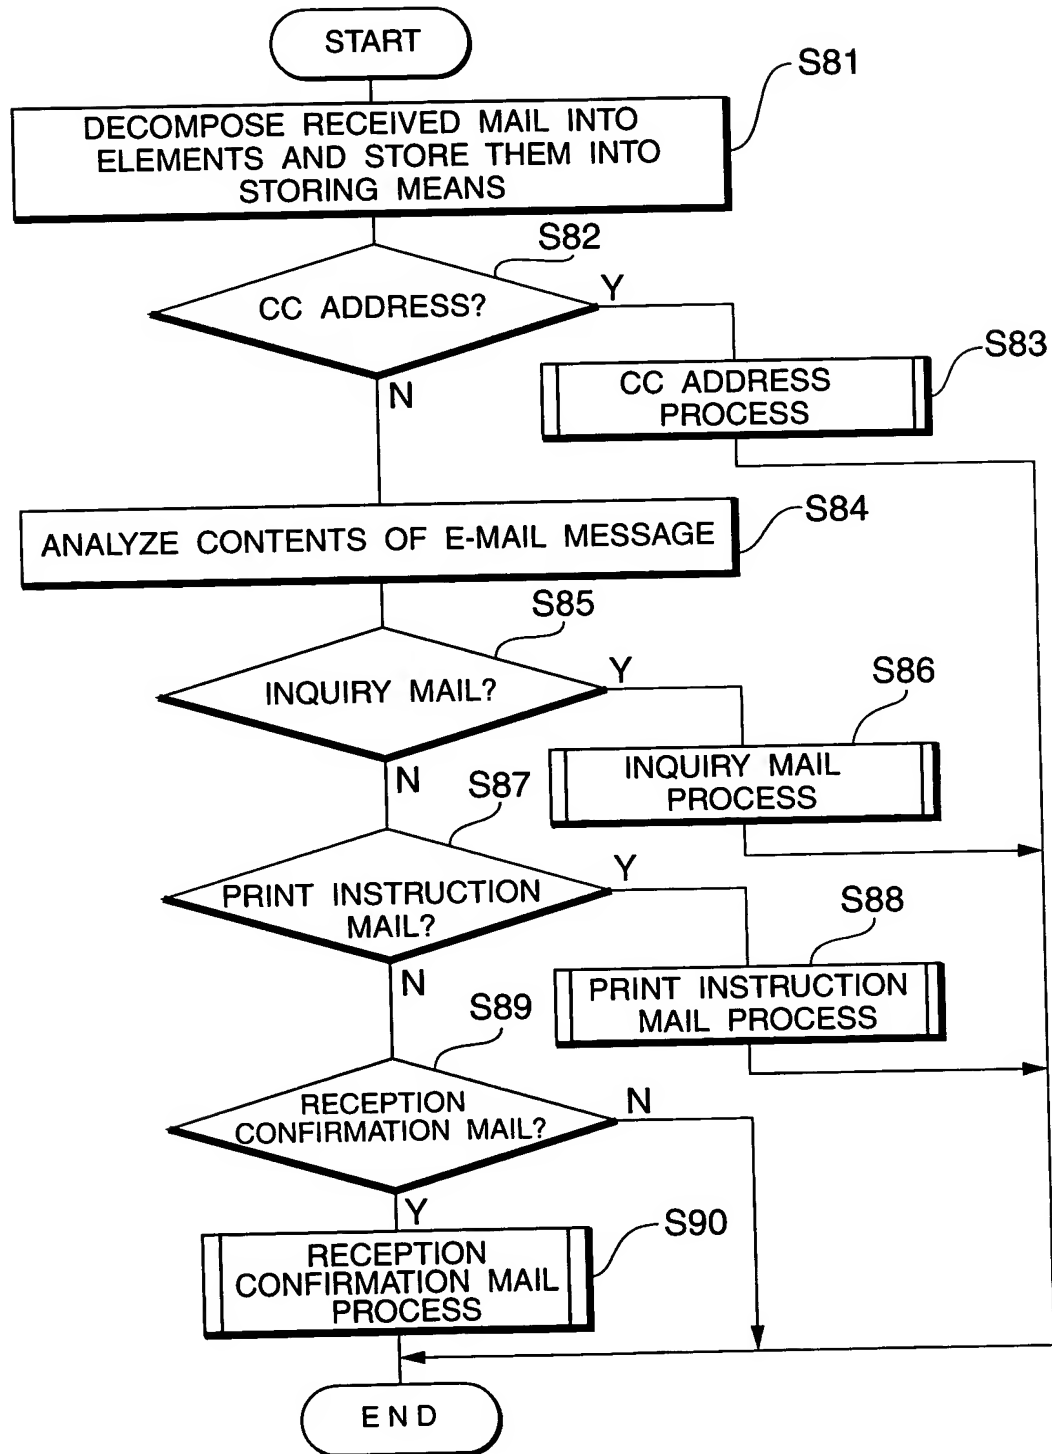 START
S81
DECOMPOSE RECEIVED MAIL INTO
ELEMENTS AND STORE THEM INTO
STORING MEANS
S82
CC ADDRESS?
Y
N
S83
CC ADDRESS
PROCESS
S84
ANALYZE CONTENTS OF E-MAIL MESSAGE
S85
INQUIRY MAIL?
Y
N
S86
INQUIRY MAIL
PROCESS
S87
PRINT INSTRUCTION
MAIL?
Y
N
S88
PRINT INSTRUCTION
MAIL PROCESS
S89
RECEPTION
CONFIRMATION MAIL?
N
Y
S90
RECEPTION
CONFIRMATION MAIL
PROCESS
END